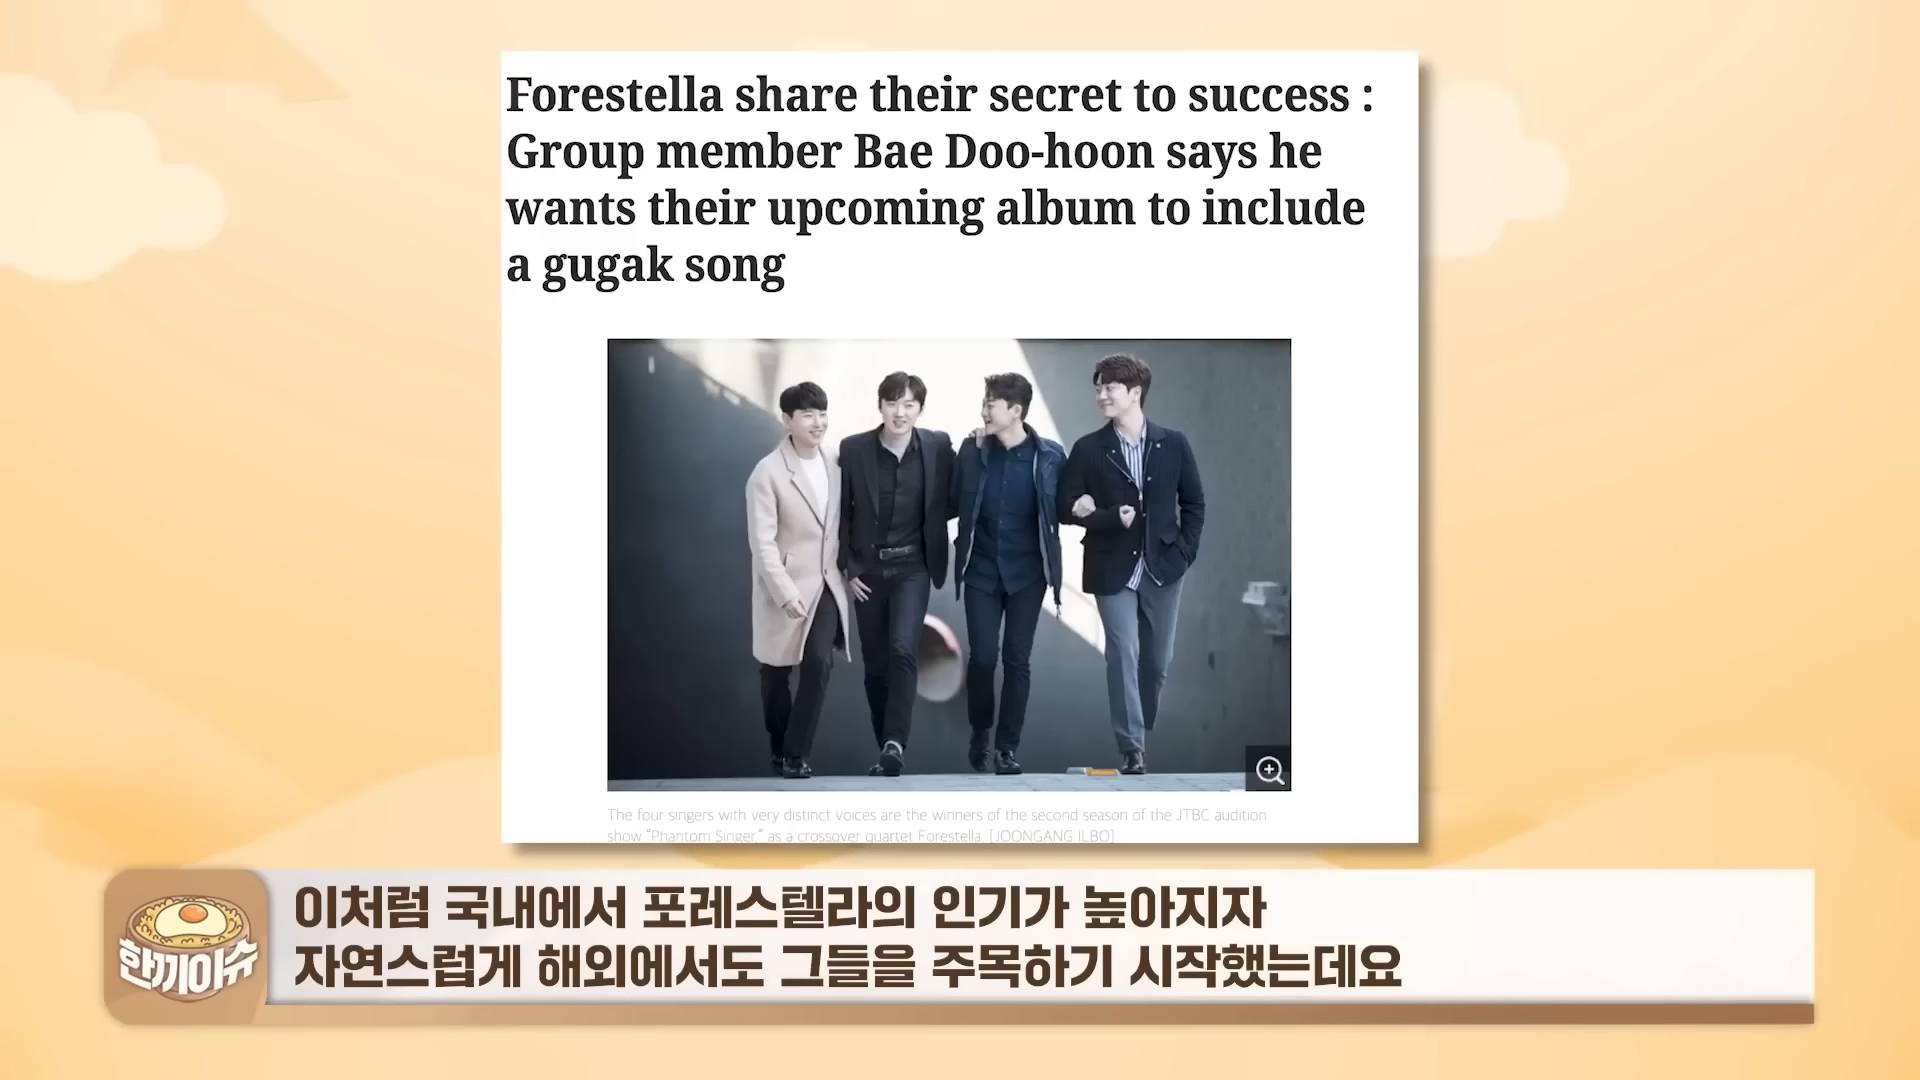 Forestella share their secret to success :
Group member Bae Doo-hoon says he
wants their upcoming album to include
a gugak song
The four singers with very distinct voices are the winners of the second season of the JTBC audition
show “Phantom Singer,” as a crossover quartet Forestella. [JOONGANG ILBO]
이처럼 국내에서 포레스텔라의 인기가 높아지자
자연스럽게 해외에서도 그들을 주목하기 시작했는데요
한끼이슈